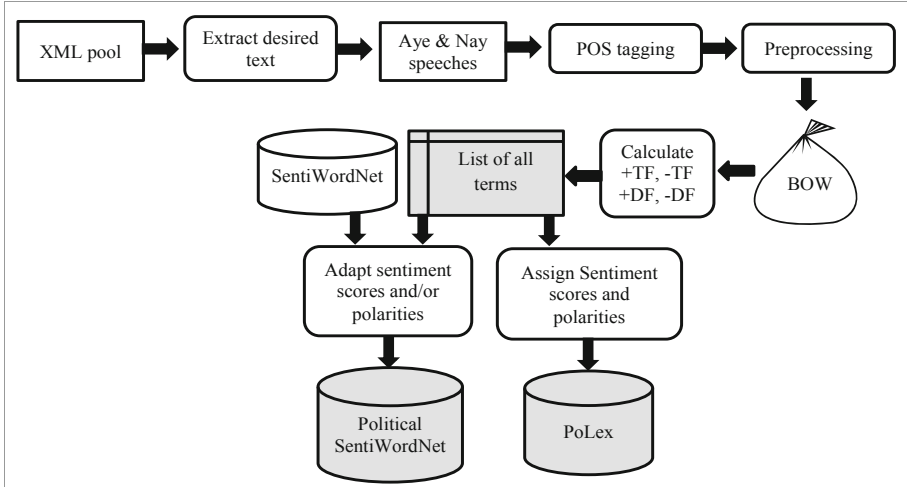 XML pool
Extract desired
text
Aye & Nay
speeches
POS tagging
Preprocessing
SentiWordNet
List of all
terms
Calculate
+TF, -TF
+DF, -DF
BOW
Adapt sentiment
scores and/or
polarities
Assign Sentiment
scores and
polarities
Political
SentiWordNet
PoLex